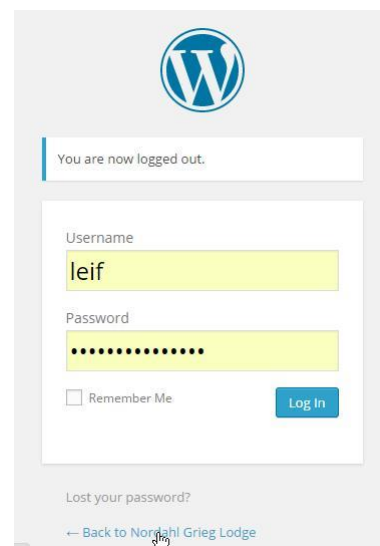 You are now logged out.
Username
leif
Password
•••••••••••••••
Remember Me
Log In
Lost your password?
← Back to Nordahl Grieg Lodge